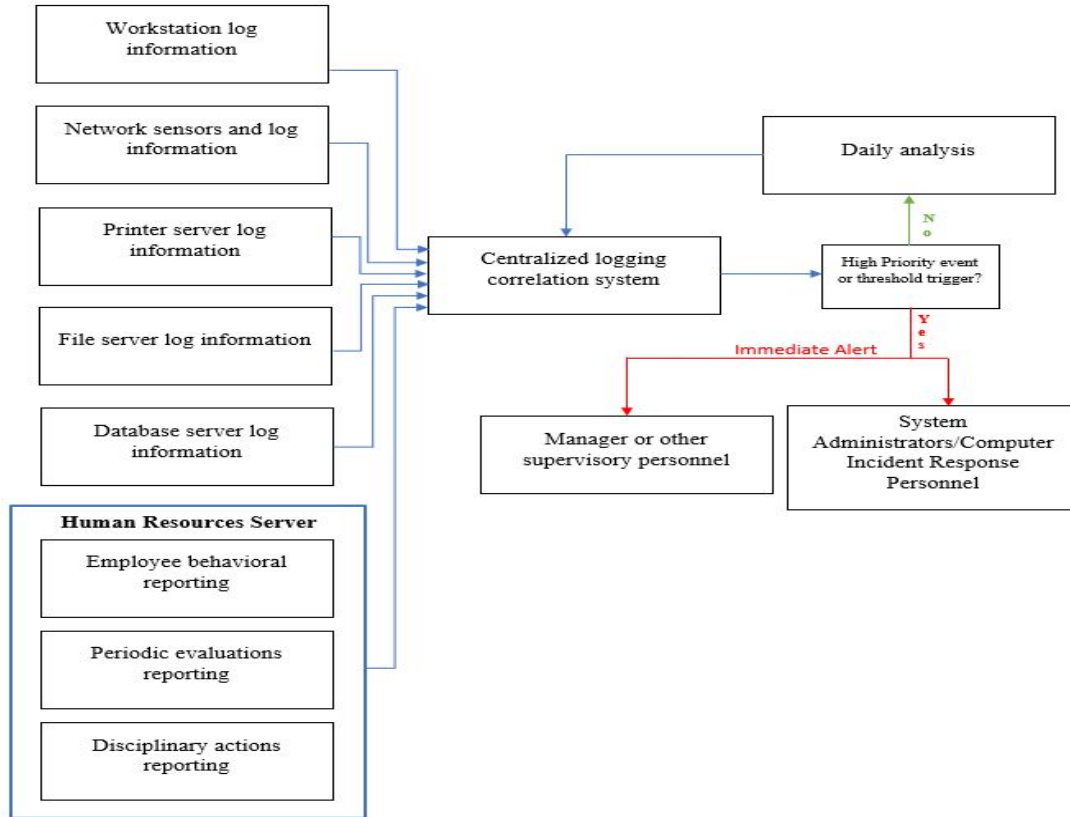 Workstation log
information
Network sensors and log
information
Printer server log
information
File server log information
Database server log
information
Human Resources Server
Employee behavioral
reporting
Periodic evaluations
reporting
Disciplinary actions
reporting
Centralized logging
correlation system
Daily analysis
No
High Priority event
or threshold trigger?
Yes
Immediate Alert
Manager or other
supervisory personnel
System
Administrators/Computer
Incident Response
Personnel